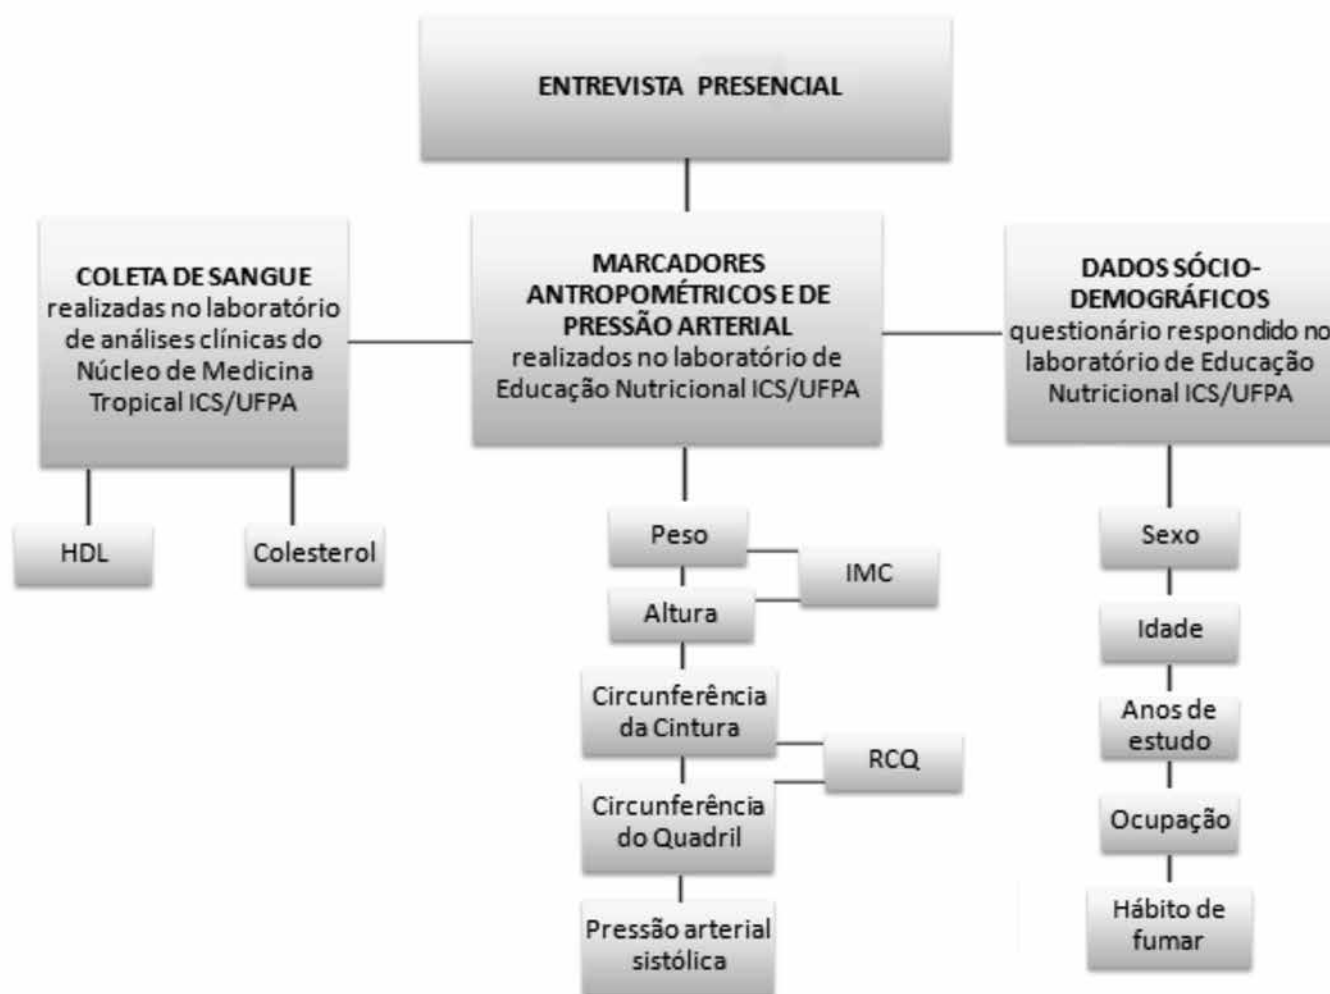 ENTREVISTA PRESENCIAL
COLETA DE SANGUE
realizadas no laboratório
de análises clínicas do
Núcleo de Medicina
Tropical ICS/UFPA
HDL
Colesterol
MARCADORES
ANTROPOMÉTRICOS E DE
PRESSÃO ARTERIAL
realizados no laboratório de
Educação Nutricional ICS/UFPA
Peso
IMC
Altura
Circunferência
da Cintura
RCQ
Circunferência
do Quadril
Pressão arterial
sistólica
DADOS SÓCIO-
DEMOGRÁFICOS
questionário respondido no
laboratório de Educação
Nutricional ICS/UFPA
Sexo
Idade
Anos de
estudo
Ocupação
Hábito de
fumar